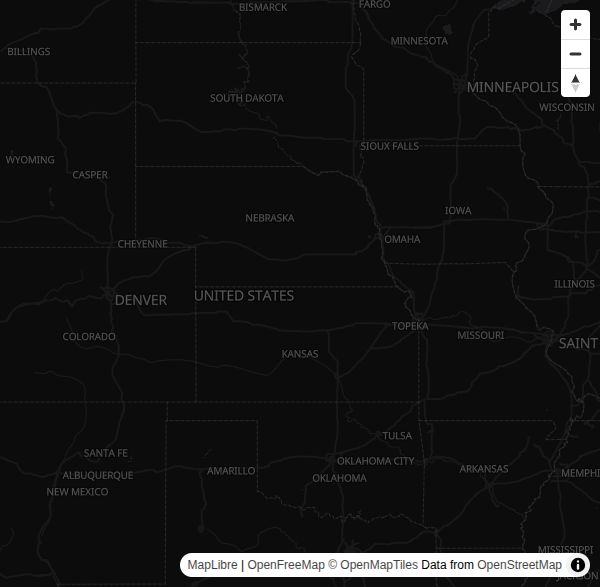 BISMARCK
FARGO
MINNESOTA
BILLINGS
MINNEAPOLIS
SOUTH DAKOTA
WISCONSIN
SIOUX FALLS
WYOMING
CASPER
IOWA
NEBRASKA
OMAHA
CHEYENNE
ILLINOIS
UNITED STATES
DENVER
TOPEKA
COLORADO
MISSOURI
SAINT
KANSAS
TULSA
SANTA FE
OKLAHOMA CITY
ARKANSAS
AMARILLO
MEMPHI
ALBUQUERQUE
OKLAHOMA
NEW MEXICO
MISSISSIPPI
MapLibre | OpenFreeMap © OpenMapTiles Data from OpenStreetMap
JACKSON